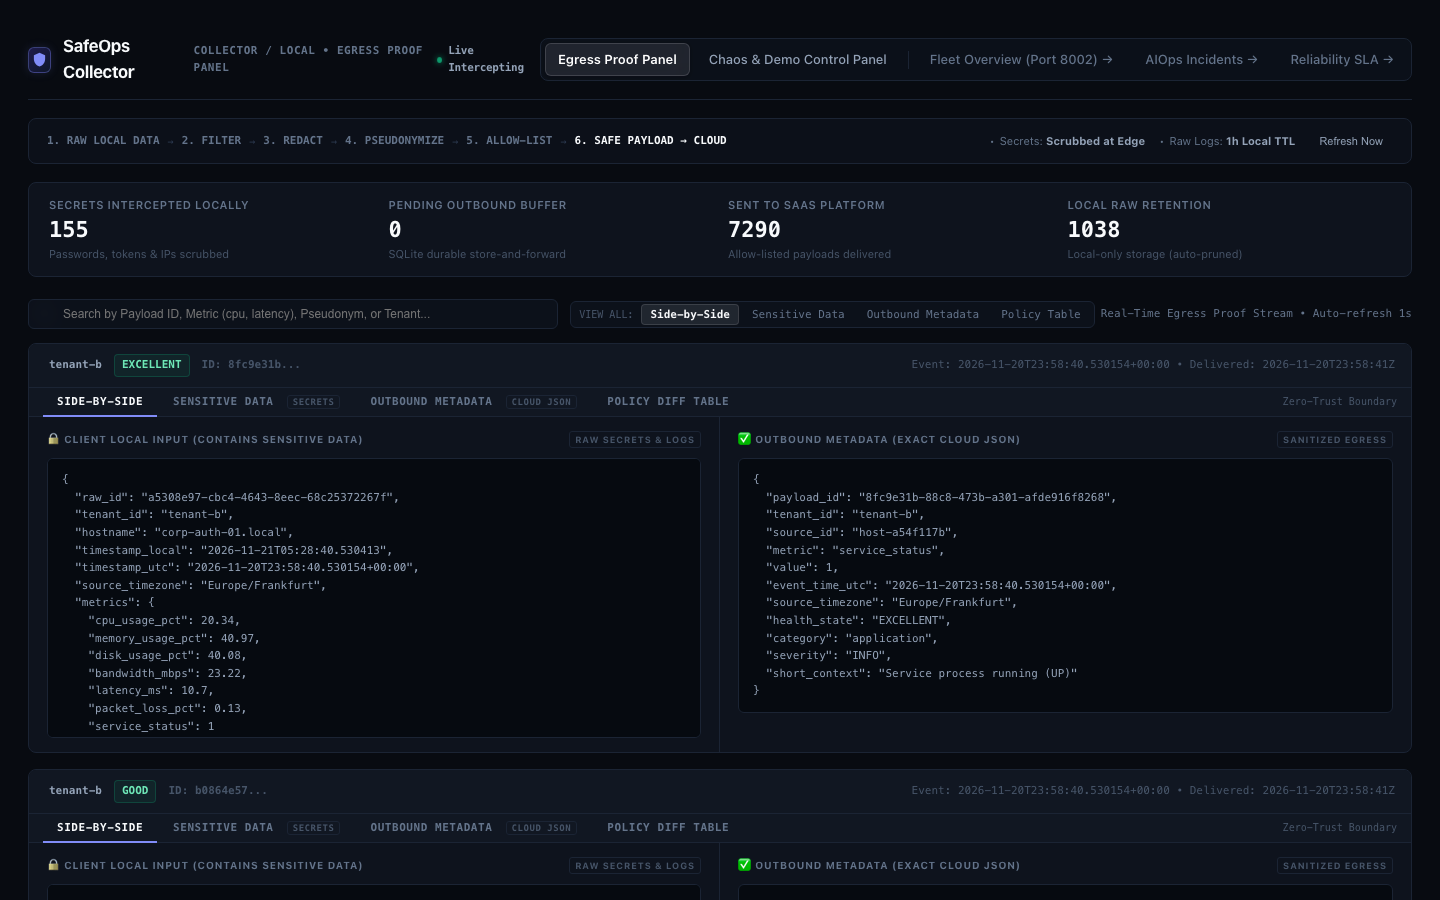 SafeOps Collector
COLLECTOR / LOCAL • EGRESS PROOF PANEL
Live Intercepting
Egress Proof Panel
Chaos & Demo Control Panel
Fleet Overview (Port 8002) →
AIOps Incidents →
Reliability SLA →
1. RAW LOCAL DATA → 2. FILTER → 3. REDACT → 4. PSEUDONYMIZE → 5. ALLOW-LIST → 6. SAFE PAYLOAD → CLOUD
• Secrets: Scrubbed at Edge • Raw Logs: 1h Local TTL Refresh Now
SECRETS INTERCEPTED LOCALLY
155
Passwords, tokens & IPs scrubbed
PENDING OUTBOUND BUFFER
0
SQLite durable store-and-forward
SENT TO SAAS PLATFORM
7290
Allow-listed payloads delivered
LOCAL RAW RETENTION
1038
Local-only storage (auto-pruned)
Search by Payload ID, Metric (cpu, latency), Pseudonym, or Tenant...
VIEW ALL: Side-by-Side Sensitive Data Outbound Metadata Policy Table
Real-Time Egress Proof Stream • Auto-refresh 1s
tenant-b EXCELLENT ID: 8fc9e31b...
Event: 2026-11-20T23:58:40.530154+00:00 • Delivered: 2026-11-20T23:58:41Z
SIDE-BY-SIDE SENSITIVE DATA SECRETS OUTBOUND METADATA CLOUD JSON POLICY DIFF TABLE
Zero-Trust Boundary
🔒 CLIENT LOCAL INPUT (CONTAINS SENSITIVE DATA)
RAW SECRETS & LOGS
{
"raw_id": "a5308e97-cbc4-4643-8eec-68c25372267f",
"tenant_id": "tenant-b",
"hostname": "corp-auth-01.local",
"timestamp_local": "2026-11-21T05:28:40.530413",
"timestamp_utc": "2026-11-20T23:58:40.530154+00:00",
"source_timezone": "Europe/Frankfurt",
"metrics": {
"cpu_usage_pct": 20.34,
"memory_usage_pct": 40.97,
"disk_usage_pct": 40.08,
"bandwidth_mbps": 23.22,
"latency_ms": 10.7,
"packet_loss_pct": 0.13,
"service_status": 1
✅ OUTBOUND METADATA (EXACT CLOUD JSON)
SANITIZED EGRESS
{
"payload_id": "8fc9e31b-88c8-473b-a301-afde916f8268",
"tenant_id": "tenant-b",
"source_id": "host-a54f117b",
"metric": "service_status",
"value": 1,
"event_time_utc": "2026-11-20T23:58:40.530154+00:00",
"source_timezone": "Europe/Frankfurt",
"health_state": "EXCELLENT",
"category": "application",
"severity": "INFO",
"short_context": "Service process running (UP)"
}
tenant-b GOOD ID: b0864e57...
Event: 2026-11-20T23:58:40.530154+00:00 • Delivered: 2026-11-20T23:58:41Z
SIDE-BY-SIDE SENSITIVE DATA SECRETS OUTBOUND METADATA CLOUD JSON POLICY DIFF TABLE
Zero-Trust Boundary
🔒 CLIENT LOCAL INPUT (CONTAINS SENSITIVE DATA)
RAW SECRETS & LOGS
✅ OUTBOUND METADATA (EXACT CLOUD JSON)
SANITIZED EGRESS